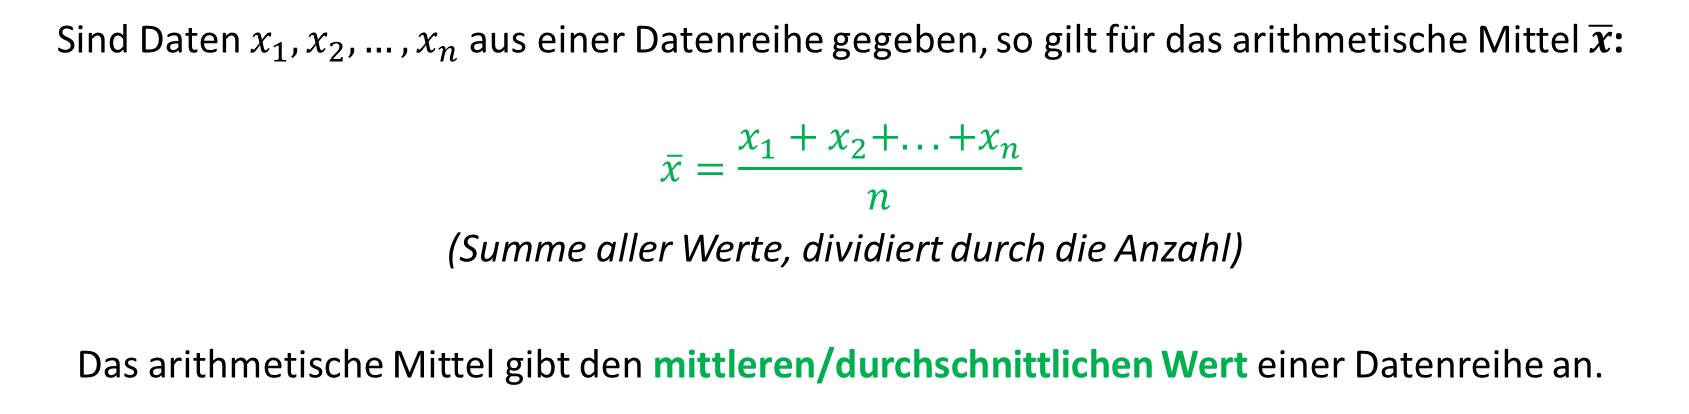 Sind Daten x₁, x₂, … , xₙ aus einer Datenreihe gegeben, so gilt für das arithmetische Mittel x̄:
x̄ = (x₁ + x₂+. . . +xₙ) / n
(Summe aller Werte, dividiert durch die Anzahl)
Das arithmetische Mittel gibt den mittleren/durchschnittlichen Wert einer Datenreihe an.